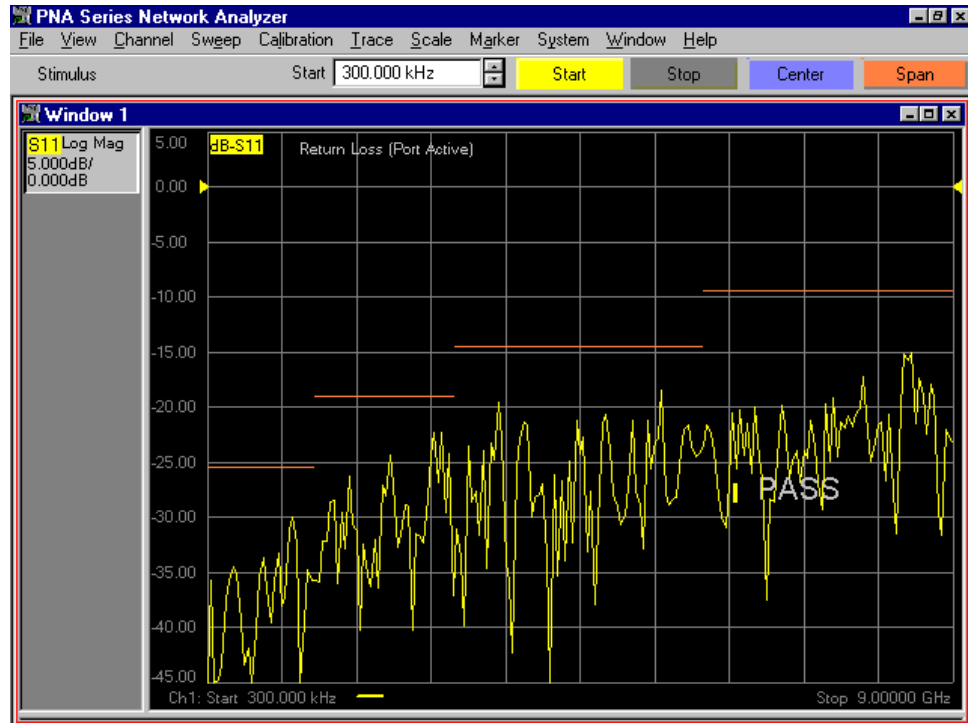 PNA Series Network Analyzer
File View Channel Sweep Calibration Trace Scale Marker System Window Help
Stimulus Start 300.000 kHz Start Stop Center Span
Window 1
S11 Log Mag
5.000dB/
0.000dB
5.00
dB-S11 Return Loss (Port Active)
0.00
-5.00
-10.00
-15.00
-20.00
-25.00
PASS
-30.00
-35.00
-40.00
-45.00
Ch1: Start 300.000 kHz Stop 9.00000 GHz